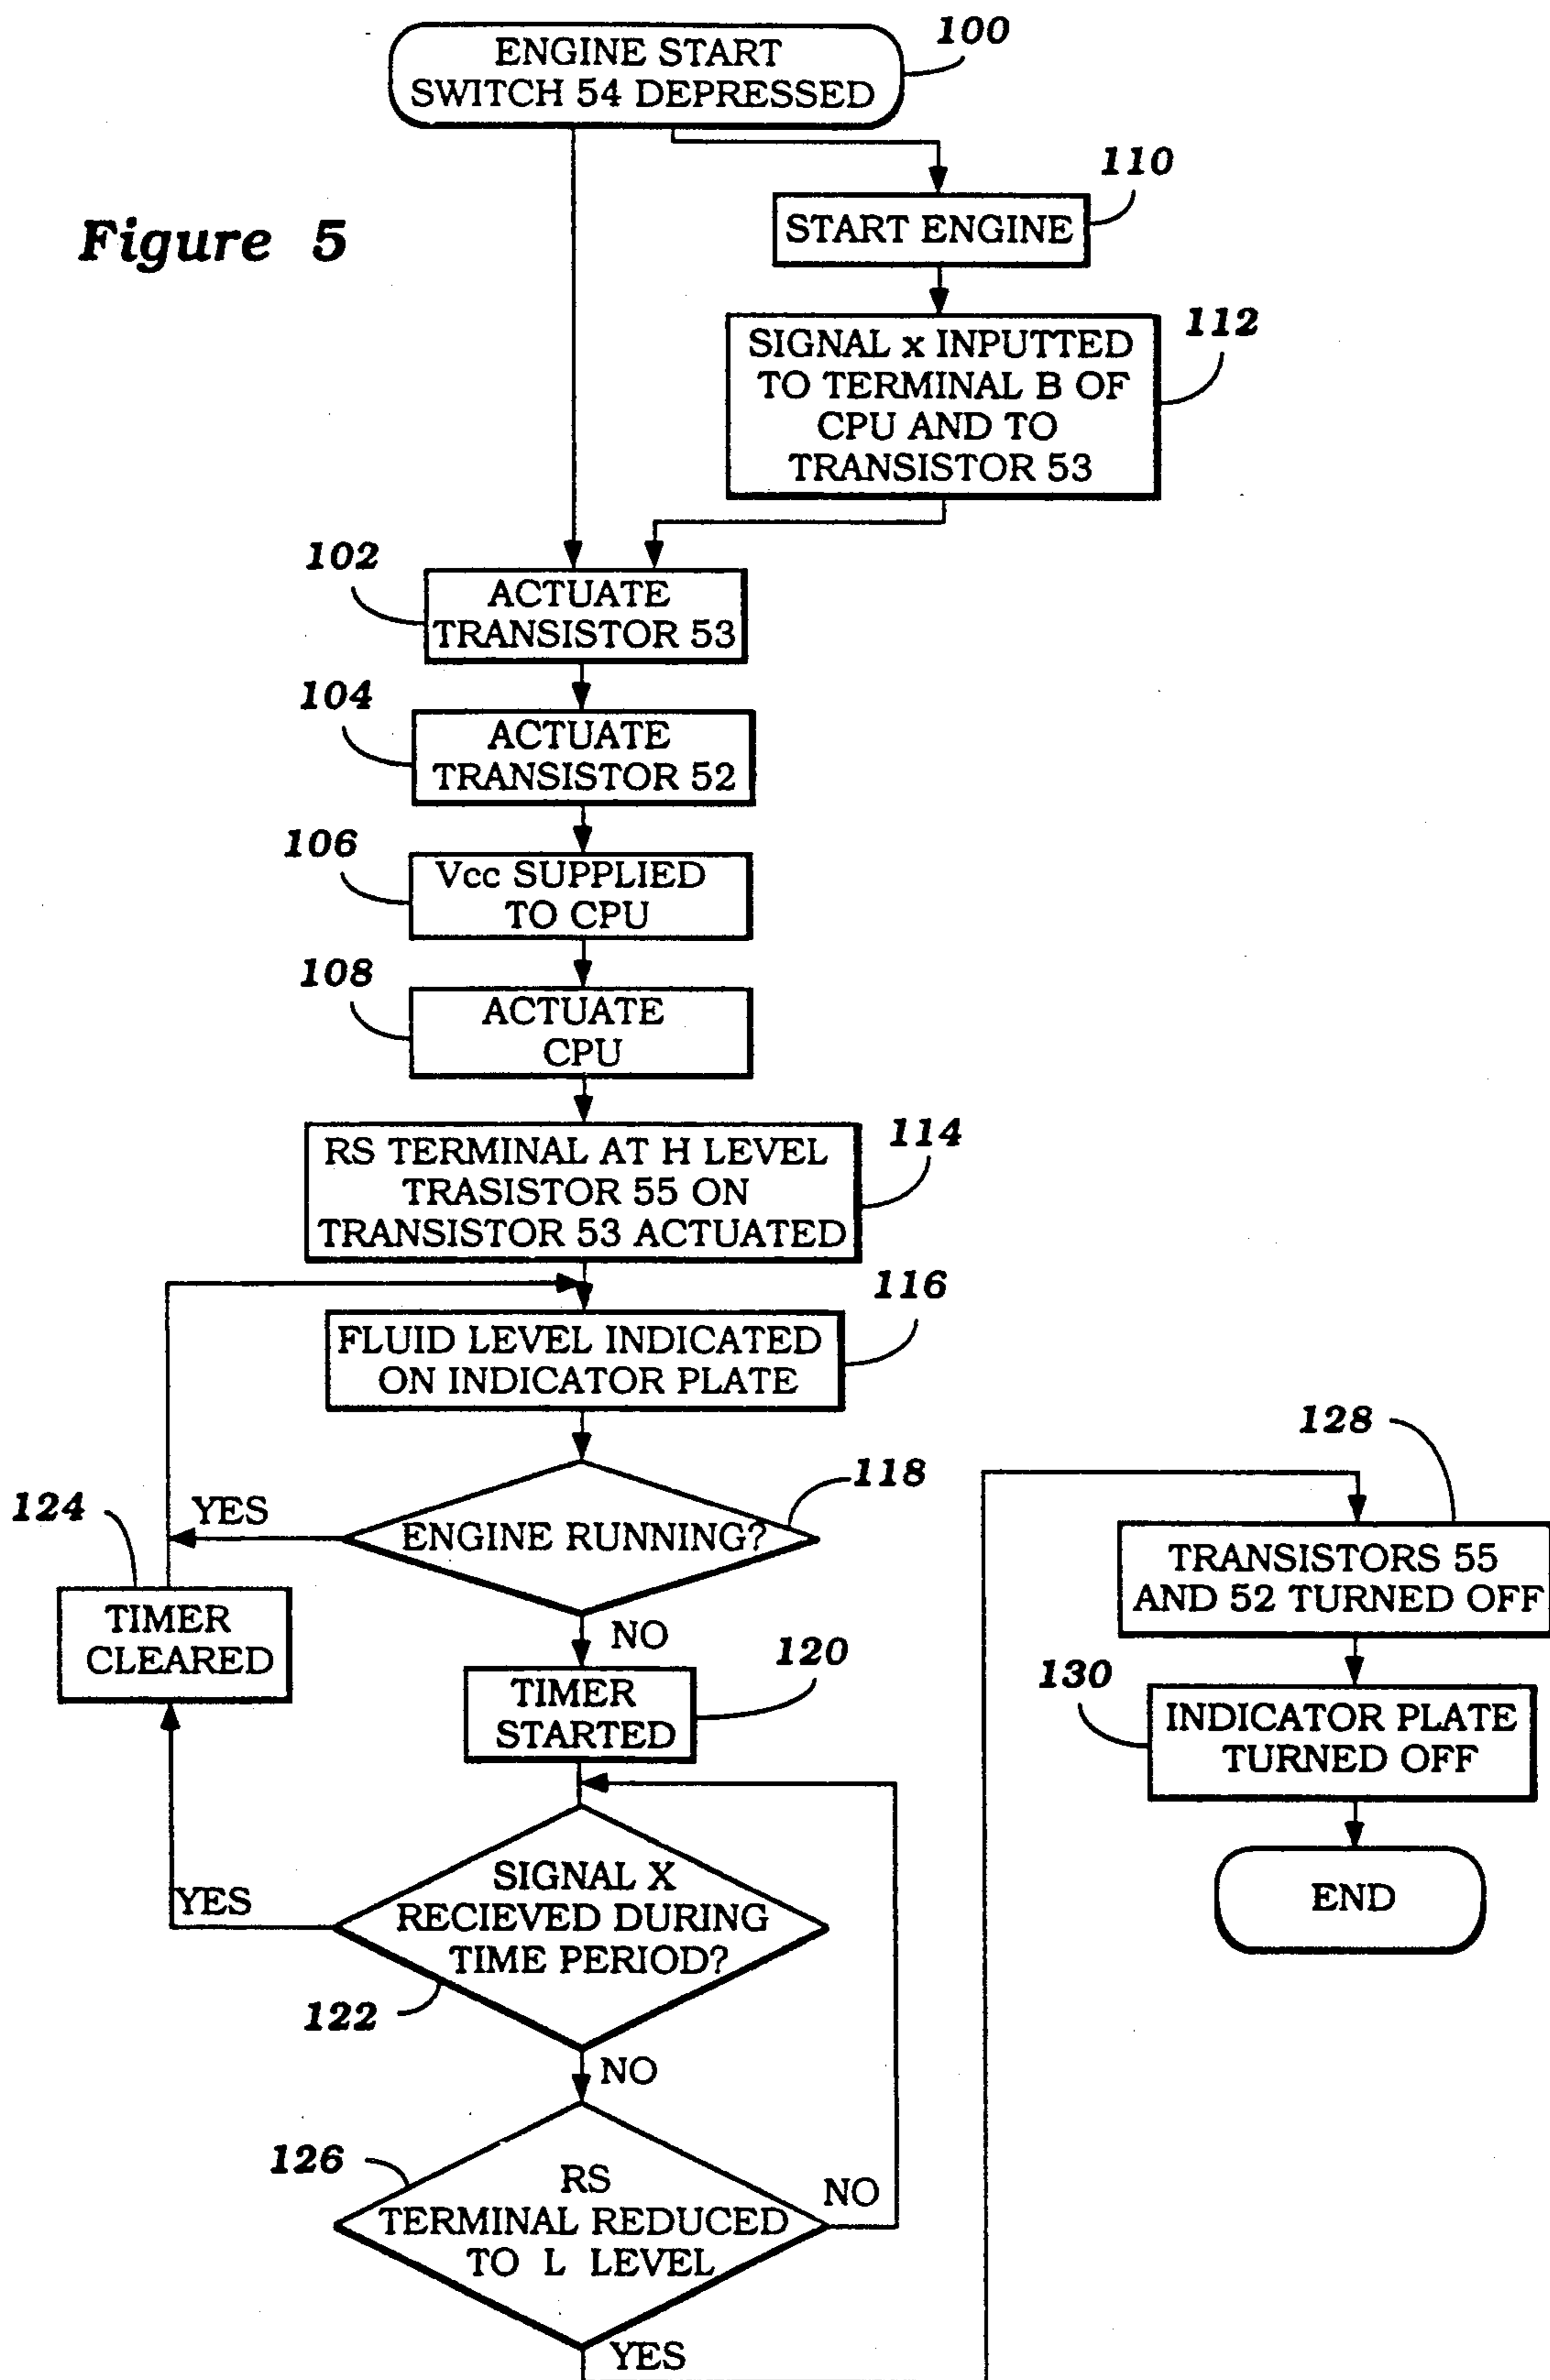 100
ENGINE START
SWITCH 54 DEPRESSED
110
START ENGINE
Figure 5
112
SIGNAL x INPUTTED
TO TERMINAL B OF
CPU AND TO
TRANSISTOR 53
102
ACTUATE
TRANSISTOR 53
104
ACTUATE
TRANSISTOR 52
106
Vcc SUPPLIED
TO CPU
108
ACTUATE
CPU
114
RS TERMINAL AT H LEVEL
TRASISTOR 55 ON
TRANSISTOR 53 ACTUATED
116
FLUID LEVEL INDICATED
ON INDICATOR PLATE
118
ENGINE RUNNING?
YES
124
TIMER
CLEARED
NO
120
TIMER
STARTED
SIGNAL X
RECIEVED DURING
TIME PERIOD?
YES
122
NO
126
RS
TERMINAL REDUCED
TO L LEVEL
NO
YES
128
TRANSISTORS 55
AND 52 TURNED OFF
130
INDICATOR PLATE
TURNED OFF
END